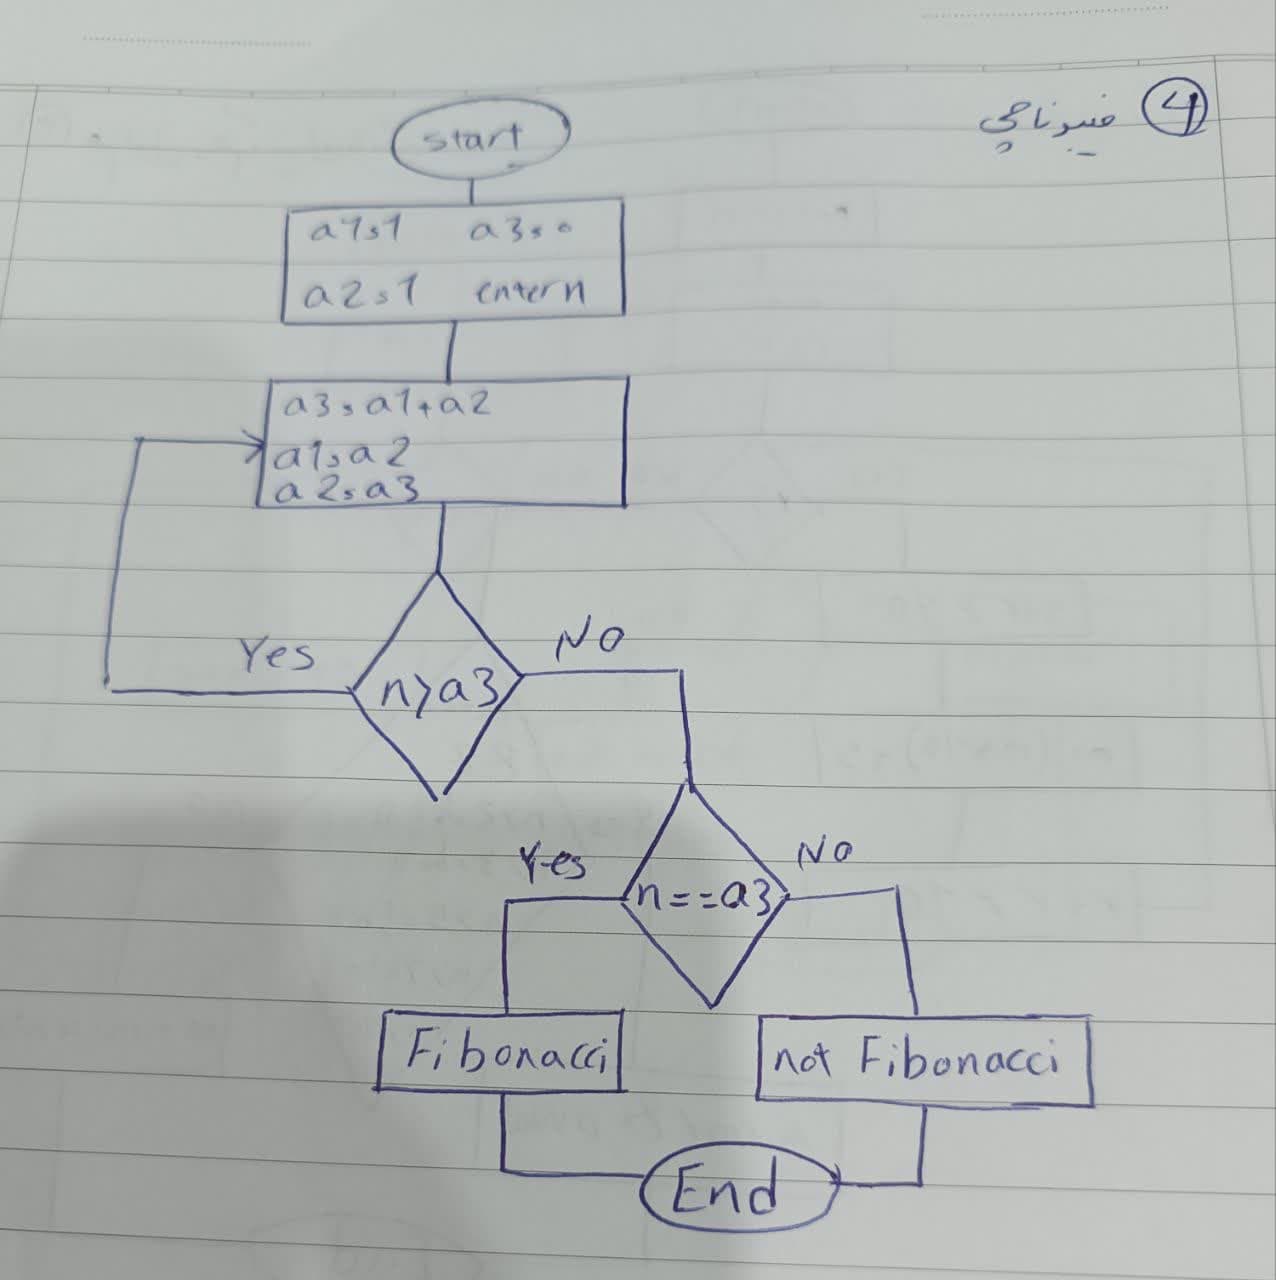 ④ فیبوناچی
start
a1=1 a3=0
a2=1 enter n
a3=a1+a2
a1=a2
a2=a3
n>a3
Yes
NO
n==a3
Yes
NO
Fibonacci
not Fibonacci
End